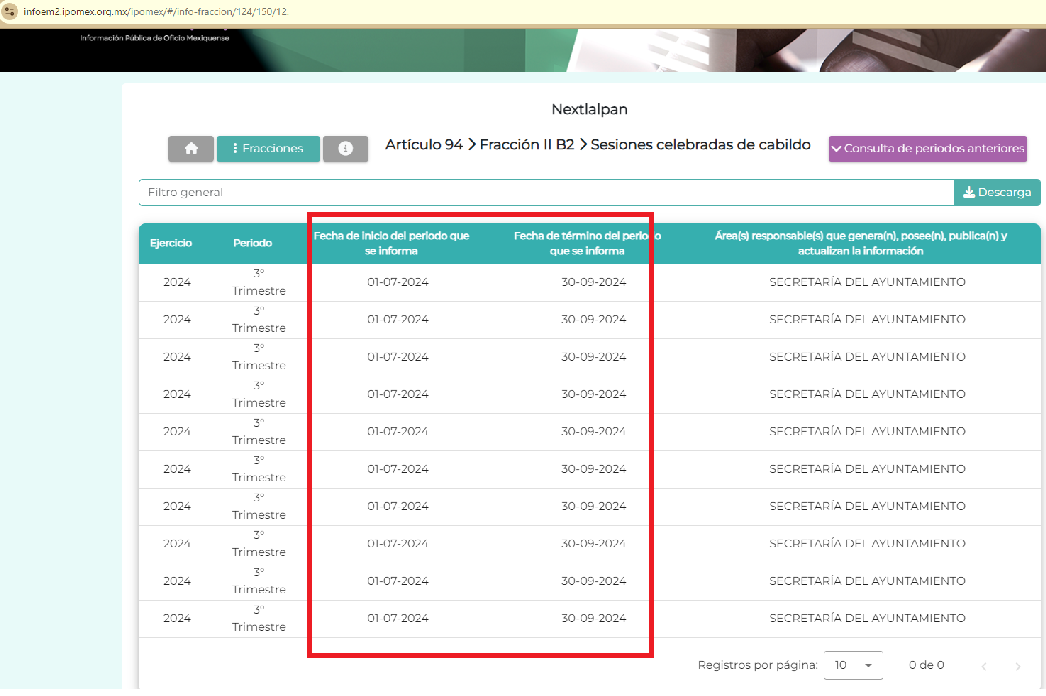 infoem2.ipomex.org.mx/ipomex/#/info-fraccion/124/150/12
Información Pública de Oficio Mexiquense
Nextlalpan
Fracciones
Artículo 94 > Fracción II B2 > Sesiones celebradas de cabildo
Consulta de periodos anteriores
Filtro general
Descarga
Ejercicio
Periodo
Fecha de inicio del periodo que
se informa
Fecha de término del periodo
que se informa
Área(s) responsable(s) que genera(n), posee(n), publica(n) y
actualizan la información
2024 3° Trimestre 01-07-2024 30-09-2024 SECRETARÍA DEL AYUNTAMIENTO
2024 3° Trimestre 01-07-2024 30-09-2024 SECRETARÍA DEL AYUNTAMIENTO
2024 3° Trimestre 01-07-2024 30-09-2024 SECRETARÍA DEL AYUNTAMIENTO
2024 3° Trimestre 01-07-2024 30-09-2024 SECRETARÍA DEL AYUNTAMIENTO
2024 3° Trimestre 01-07-2024 30-09-2024 SECRETARÍA DEL AYUNTAMIENTO
2024 3° Trimestre 01-07-2024 30-09-2024 SECRETARÍA DEL AYUNTAMIENTO
2024 3° Trimestre 01-07-2024 30-09-2024 SECRETARÍA DEL AYUNTAMIENTO
2024 3° Trimestre 01-07-2024 30-09-2024 SECRETARÍA DEL AYUNTAMIENTO
2024 3° Trimestre 01-07-2024 30-09-2024 SECRETARÍA DEL AYUNTAMIENTO
2024 3° Trimestre 01-07-2024 30-09-2024 SECRETARÍA DEL AYUNTAMIENTO
Registros por página: 10 0 de 0